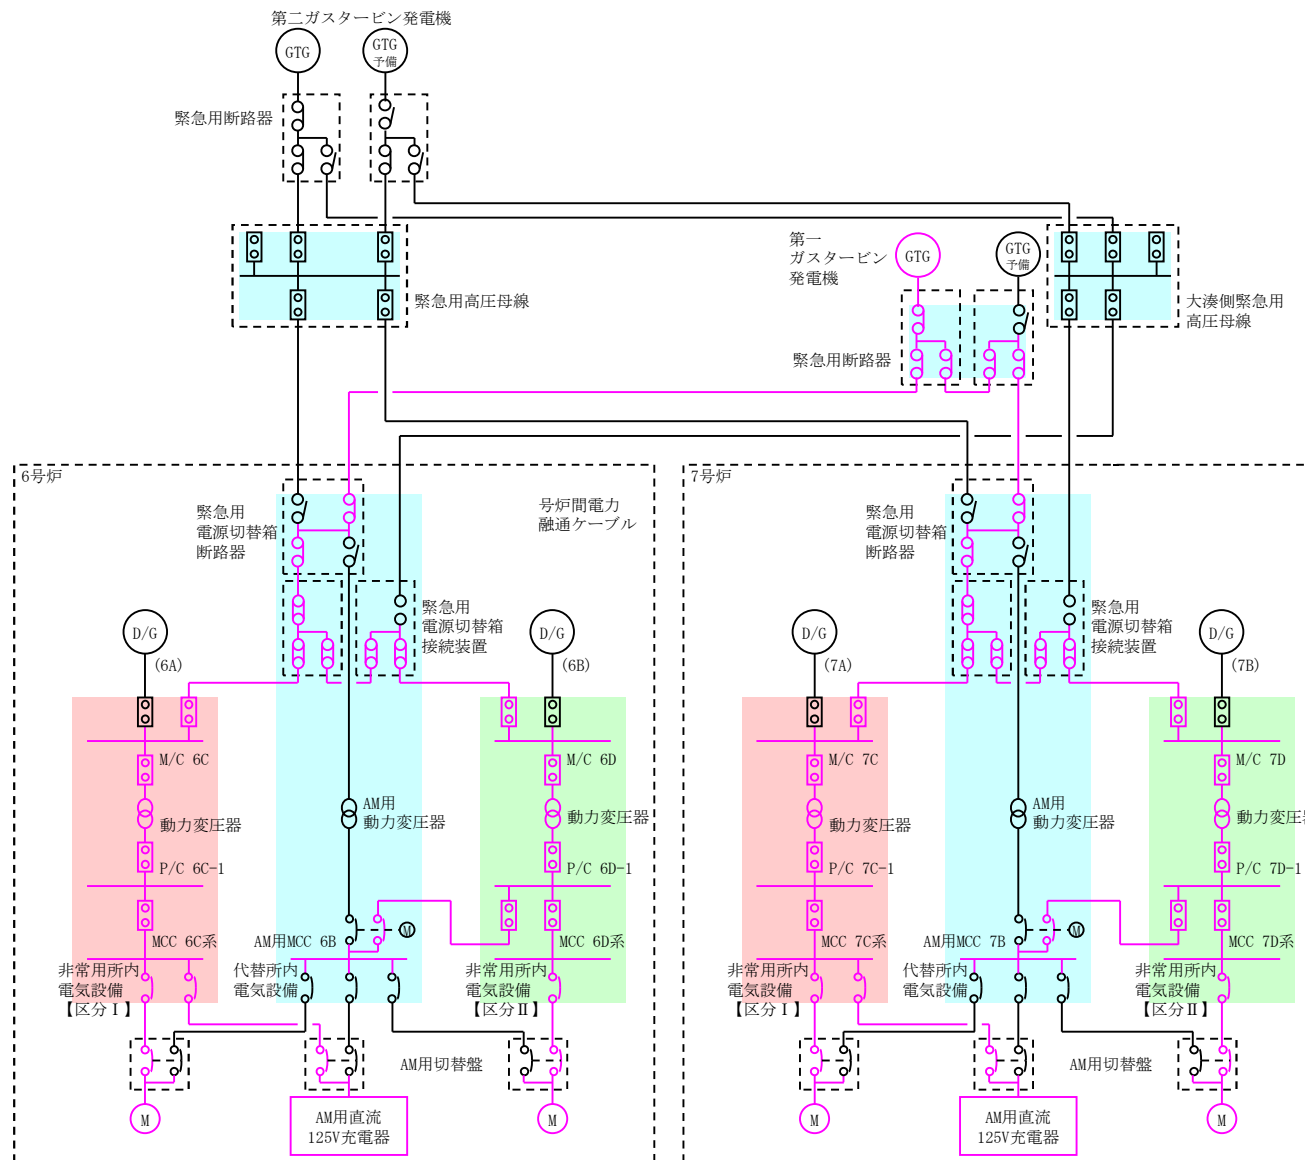 第二ガスタービン発電機
GTG
GTG
予備
緊急用断路器
第一
ガスタービン
発電機
GTG
GTG
予備
緊急用高圧母線
大湊側緊急用
高圧母線
緊急用断路器
6号炉
緊急用
電源切替箱
断路器
号炉間電力
融通ケーブル
緊急用
電源切替箱
接続装置
D/G
(6A)
D/G
(6B)
M/C 6C
M/C 6D
動力変圧器
AM用
動力変圧器
動力変圧器
P/C 6C-1
P/C 6D-1
MCC 6C系
AM用MCC 6B
M
MCC 6D系
非常用所内
電気設備
【区分Ⅰ】
代替所内
電気設備
非常用所内
電気設備
【区分Ⅱ】
AM用切替盤
M
AM用直流
125V充電器
M
7号炉
緊急用
電源切替箱
断路器
緊急用
電源切替箱
接続装置
D/G
(7A)
D/G
(7B)
M/C 7C
M/C 7D
動力変圧器
AM用
動力変圧器
動力変圧
P/C 7C-1
P/C 7D-1
MCC 7C系
AM用MCC 7B
M
MCC 7D系
非常用所内
電気設備
【区分Ⅰ】
代替所内
電気設備
非常用所内
電気設備
【区分Ⅱ】
AM用切替盤
M
AM用直流
125V充電器
M